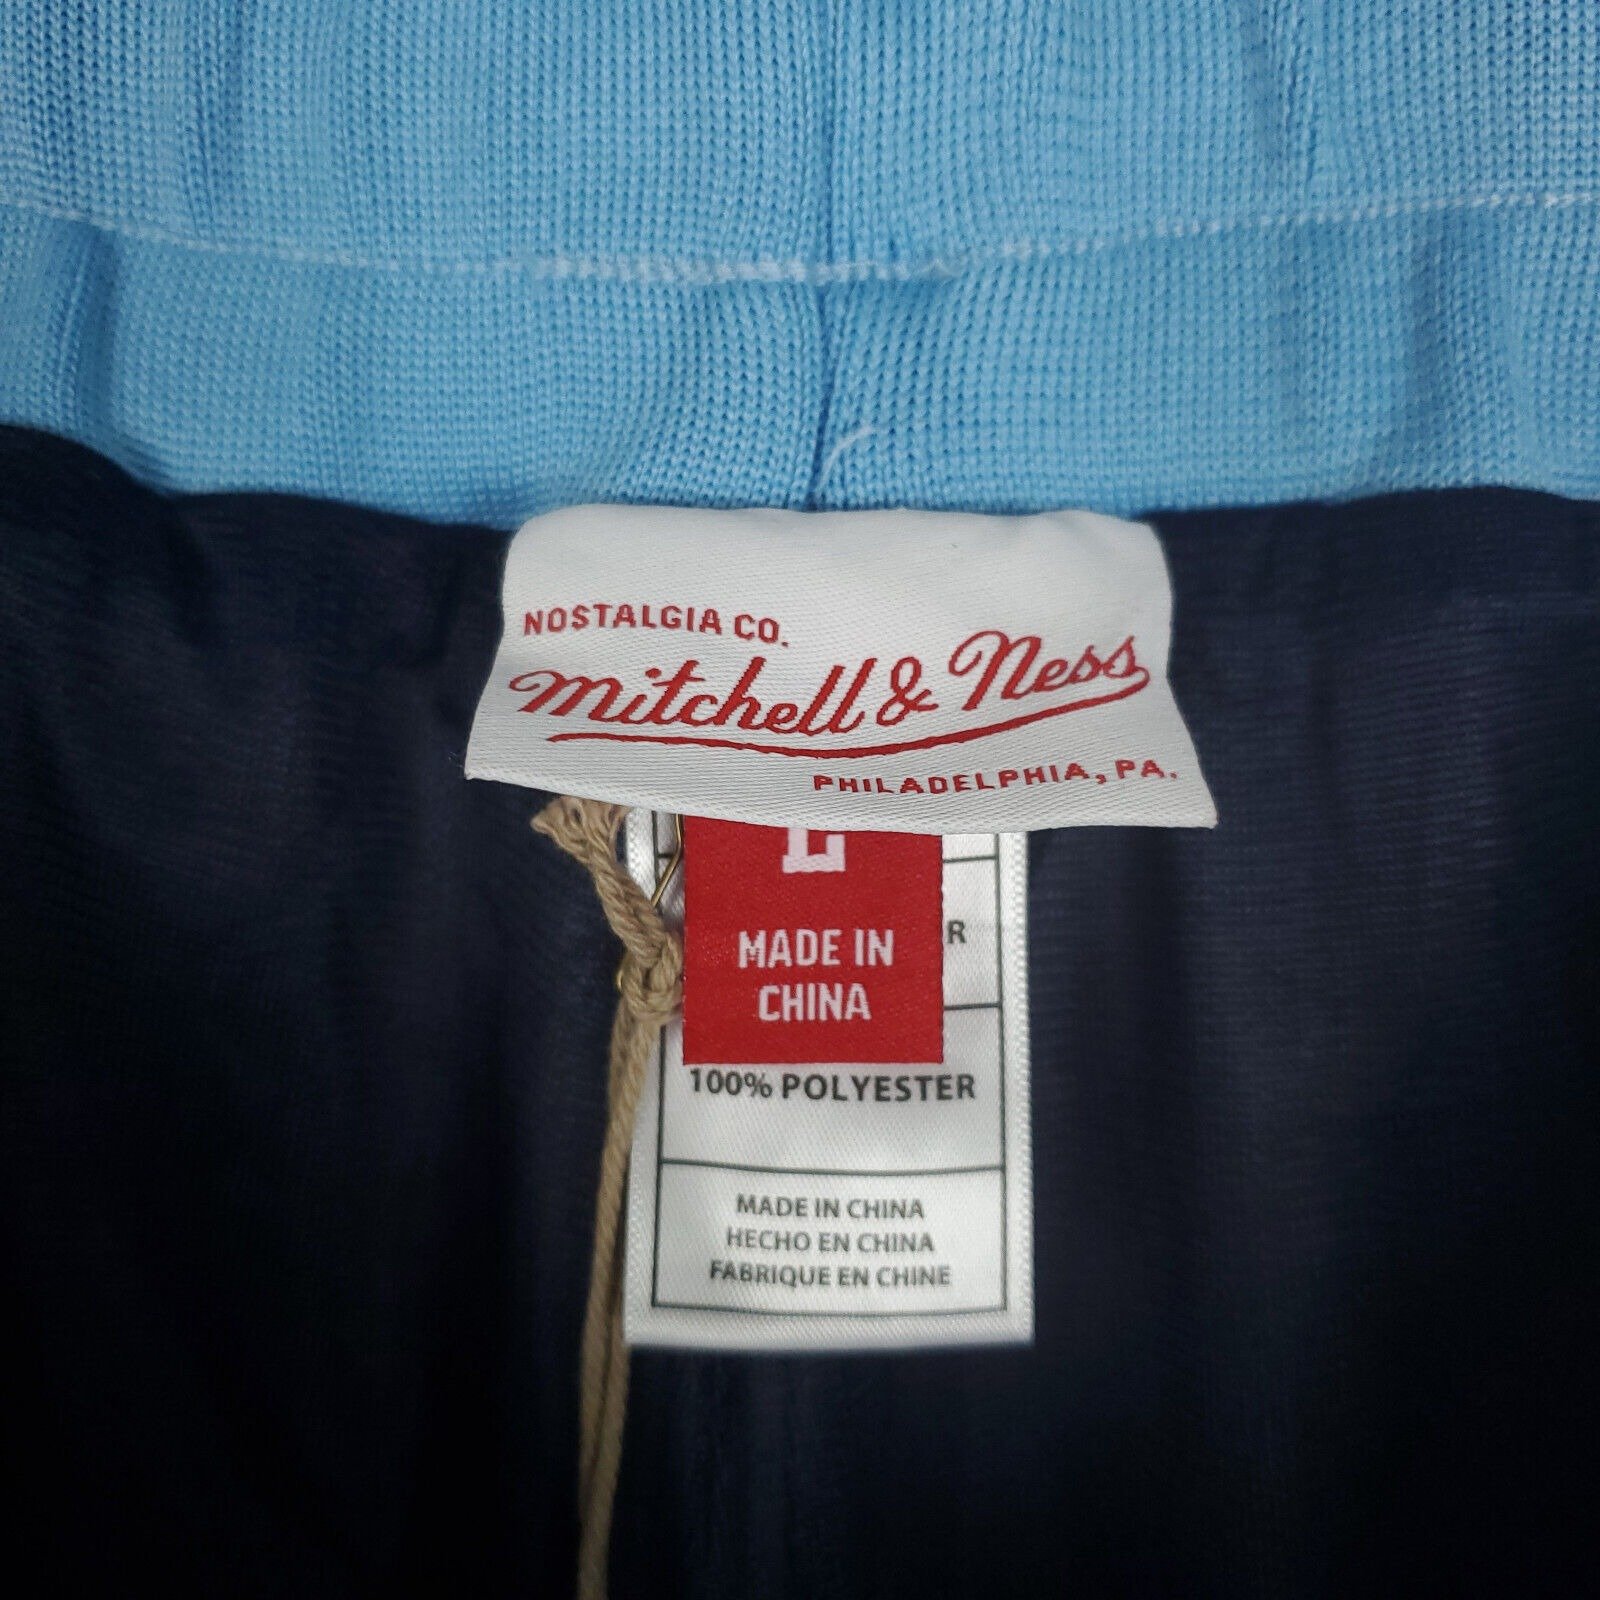 NOSTALGIA CO.
Mitchell & Ness
PHILADELPHIA, PA.
L
MADE IN
CHINA
R
100% POLYESTER
MADE IN CHINA
HECHO EN CHINA
FABRIQUE EN CHINE